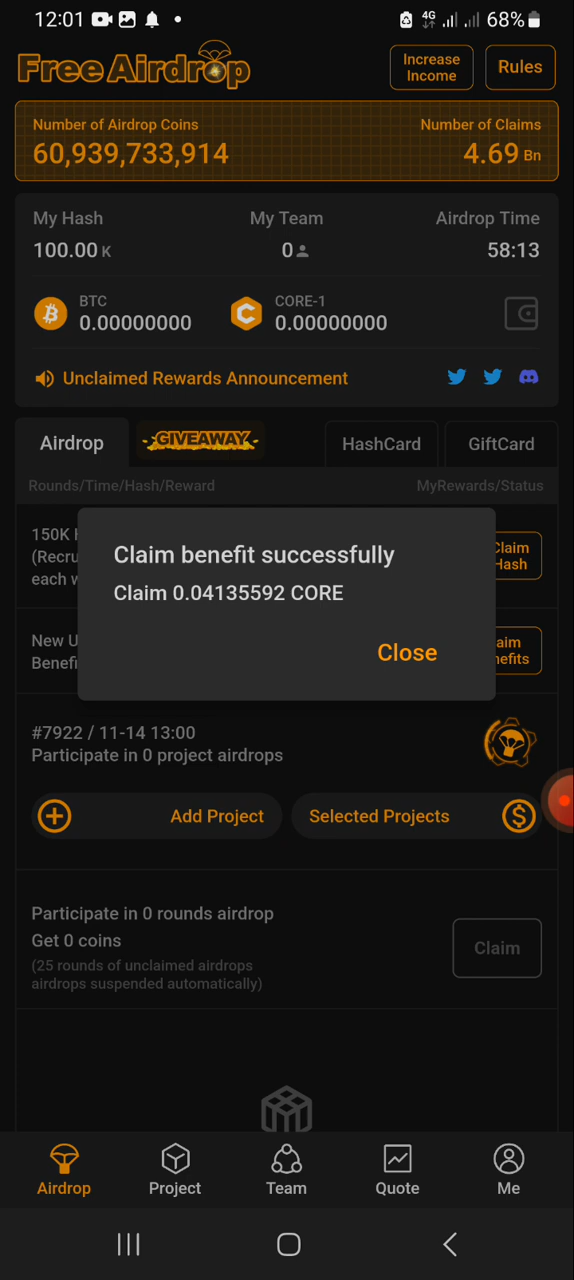 12:01
4G
68%
Free Airdrop
Increase
Income
Rules
Number of Airdrop Coins
Number of Claims
60,939,733,914
4.69 Bn
My Hash
My Team
Airdrop Time
100.00 K
0
58:13
BTC
0.00000000
CORE-1
0.00000000
Unclaimed Rewards Announcement
Airdrop
GIVEAWAY
HashCard
GiftCard
Rounds/Time/Hash/Reward
MyRewards/Status
150K
(Recru
each w
Claim
Hash
New U
Benefi
aim
nefits
Claim benefit successfully
Claim 0.04135592 CORE
Close
#7922 / 11-14 13:00
Participate in 0 project airdrops
Add Project
Selected Projects
Participate in 0 rounds airdrop
Get 0 coins
(25 rounds of unclaimed airdrops
airdrops suspended automatically)
Claim
Airdrop
Project
Team
Quote
Me